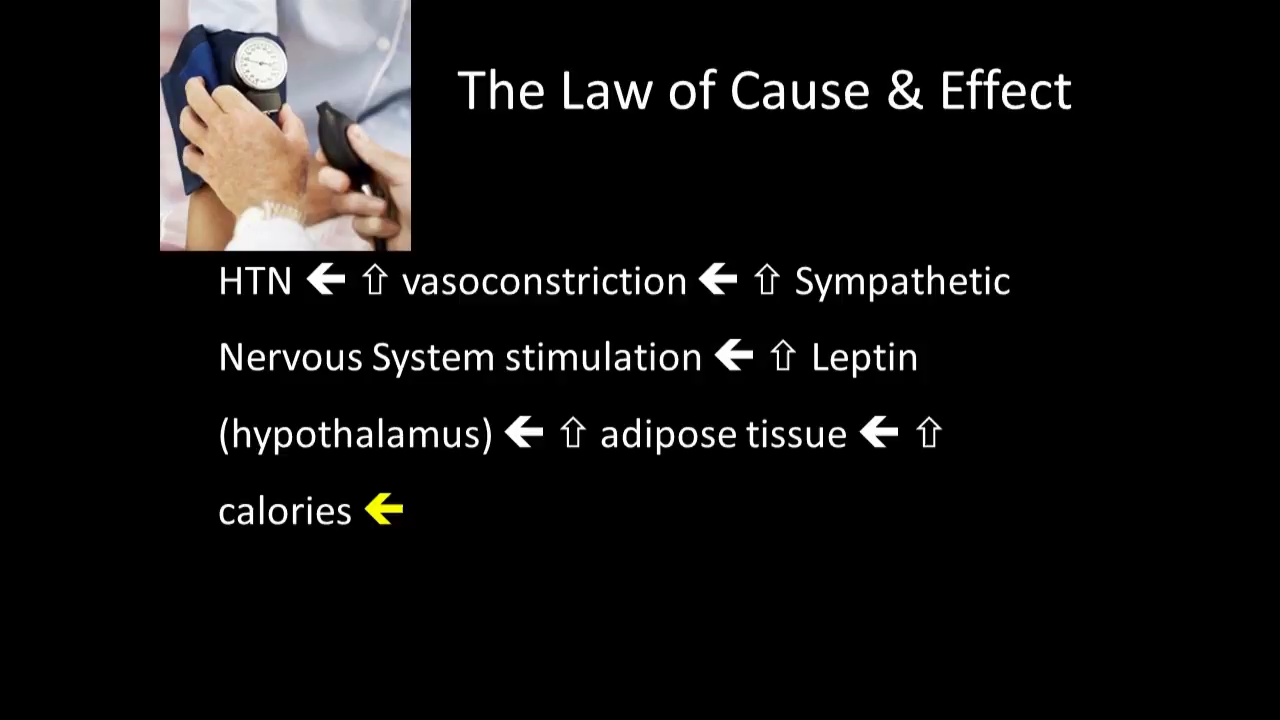 The Law of Cause & Effect
HTN 🡸 ⇧ vasoconstriction 🡸 ⇧ Sympathetic
Nervous System stimulation 🡸 ⇧ Leptin
(hypothalamus) 🡸 ⇧ adipose tissue 🡸 ⇧
calories 🡸